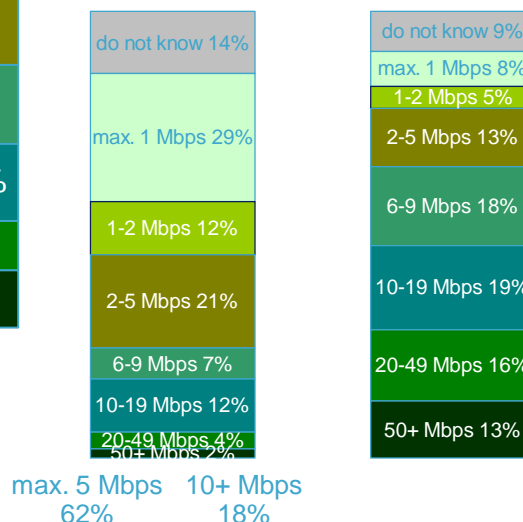 do not know 14%
max. 1 Mbps 29%
1-2 Mbps 12%
2-5 Mbps 21%
6-9 Mbps 7%
10-19 Mbps 12%
20-49 Mbps 4%
50+ Mbps 2%
max. 5 Mbps 10+ Mbps
62% 18%
do not know 9%
max. 1 Mbps 8%
1-2 Mbps 5%
2-5 Mbps 13%
6-9 Mbps 18%
10-19 Mbps 19%
20-49 Mbps 16%
50+ Mbps 13%